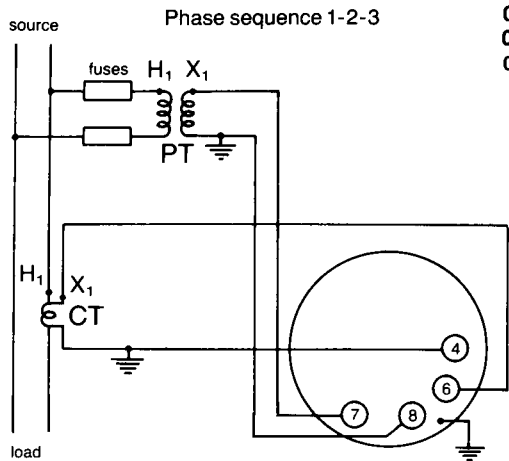 Phase sequence 1-2-3
source
fuses
H₁ X₁
PT
H₁ X₁
CT
4
6
7 8
load